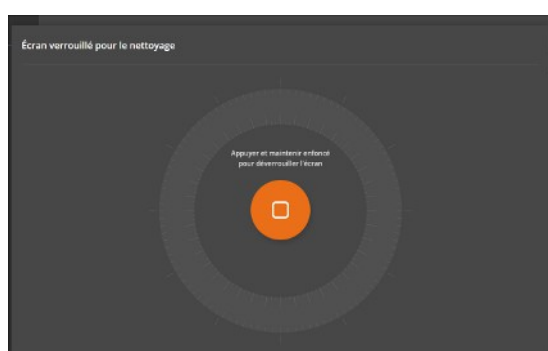 Écran verrouillé pour le nettoyage
Appuyer et maintenir enfoncé
pour déverrouiller l'écran